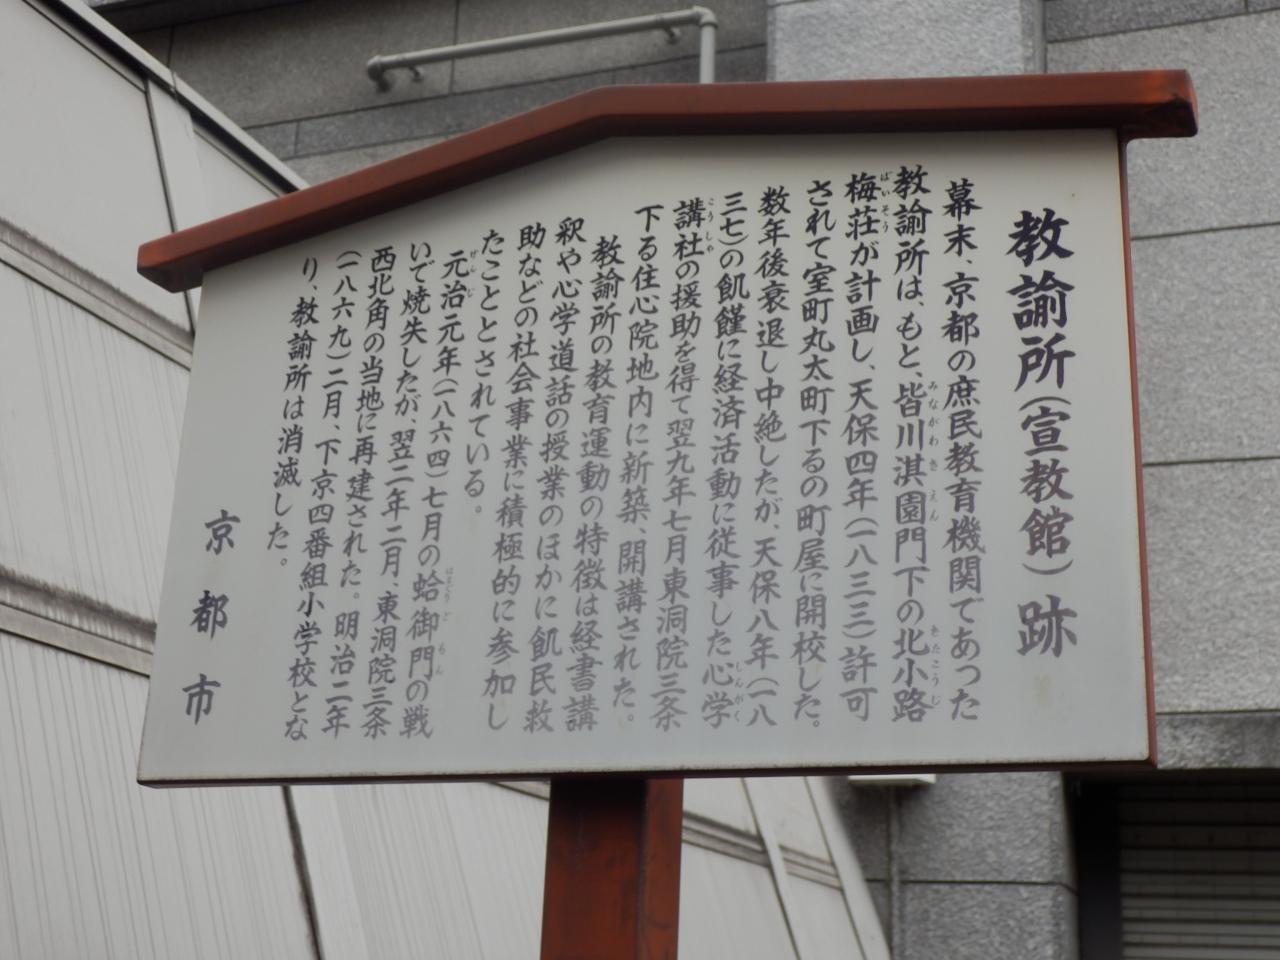 教諭所(宣教館)跡
幕末、京都の庶民教育機関であった
教諭所は、もと、皆川淇園門下の北小路
梅荘が計画し、天保四年(一八三三)許可
されて室町丸太町下るの町屋に開校した。
数年後衰退し中絶したが、天保八年(一八
三七)の飢饉に経済活動に従事した心学
講社の援助を得て翌九年七月東洞院三条
下る住心院地内に新築、開講された。
教諭所の教育運動の特徴は経書講
釈や心学道話の授業のほかに飢民救
助などの社会事業に積極的に参加し
たこととされている。
元治元年(一八六四)七月の蛤御門の戦
いで焼失したが、翌二年二月、東洞院三条
西北角の当地に再建された。明治二年
(一八六九)二月、下京四番組小学校とな
り、教諭所は消滅した。
京都市